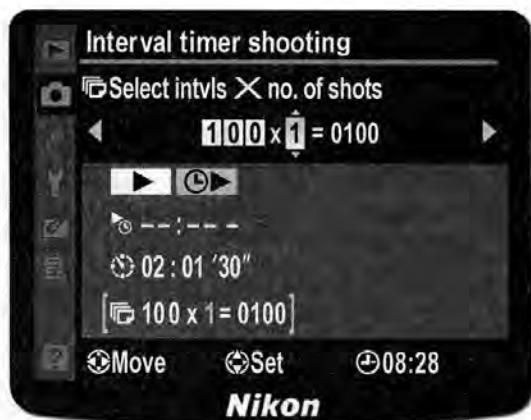 Interval timer shooting
Select intvls X no. of shots
100 x 1 = 0100
-- : -- -
02 : 01 '30"
[ 100 x 1 = 0100 ]
?
Move Set 08:28
Nikon